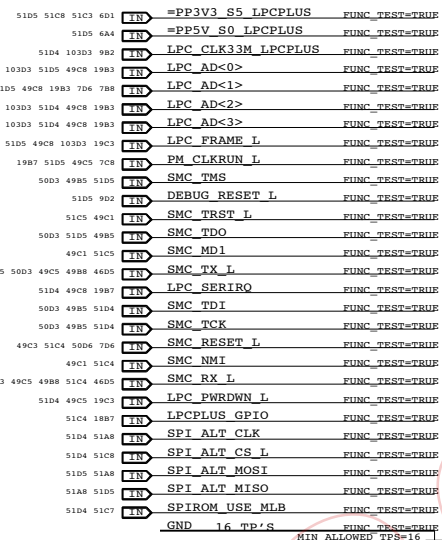 51D5 51C8 51C3 6D1 IN =PP3V3_S5_LPCPLUS FUNC_TEST=TRUE
51D5 6A4 IN =PP5V_S0_LPCPLUS FUNC_TEST=TRUE
51D4 103D3 9B2 IN LPC_CLK33M_LPCPLUS FUNC_TEST=TRUE
103D3 51D5 49C8 19B3 IN LPC_AD<0> FUNC_TEST=TRUE
1D5 49C8 19B3 7D6 7B8 IN LPC_AD<1> FUNC_TEST=TRUE
103D3 51D4 49C8 19B3 IN LPC_AD<2> FUNC_TEST=TRUE
103D3 51D4 49C8 19B3 IN LPC_AD<3> FUNC_TEST=TRUE
51D5 49C8 103D3 19C3 IN LPC_FRAME_L FUNC_TEST=TRUE
19B7 51D5 49C5 7C8 IN PM_CLKRUN_L FUNC_TEST=TRUE
50D3 49B5 51D5 IN SMC_TMS FUNC_TEST=TRUE
51D5 9D2 IN DEBUG_RESET_L FUNC_TEST=TRUE
51C5 49C1 IN SMC_TRST_L FUNC_TEST=TRUE
50D3 51D5 49B5 IN SMC_TDO FUNC_TEST=TRUE
49C1 51C5 IN SMC_MD1 FUNC_TEST=TRUE
5 50D3 49C5 49B8 46D5 IN SMC_TX_L FUNC_TEST=TRUE
51D4 49C8 19B7 IN LPC_SERIRQ FUNC_TEST=TRUE
50D3 49B5 51D4 IN SMC_TDI FUNC_TEST=TRUE
50D3 49B5 51D4 IN SMC_TCK FUNC_TEST=TRUE
49C3 51C4 50D6 7D6 IN SMC_RESET_L FUNC_TEST=TRUE
49C1 51C4 IN SMC_NMI FUNC_TEST=TRUE
3 49C5 49B8 51C4 46D5 IN SMC_RX_L FUNC_TEST=TRUE
51D4 49C5 19C3 IN LPC_PWRDWN_L FUNC_TEST=TRUE
51C4 18B7 IN LPCPLUS_GPIO FUNC_TEST=TRUE
51D4 51A8 IN SPI_ALT_CLK FUNC_TEST=TRUE
51D4 51C8 IN SPI_ALT_CS_L FUNC_TEST=TRUE
51D5 51A8 IN SPI_ALT_MOSI FUNC_TEST=TRUE
51A8 51D5 IN SPI_ALT_MISO FUNC_TEST=TRUE
51D4 51C7 IN SPIROM_USE_MLB FUNC_TEST=TRUE
GND 16 TP'S FUNC_TEST=TRUE
MIN ALLOWED TPS=16